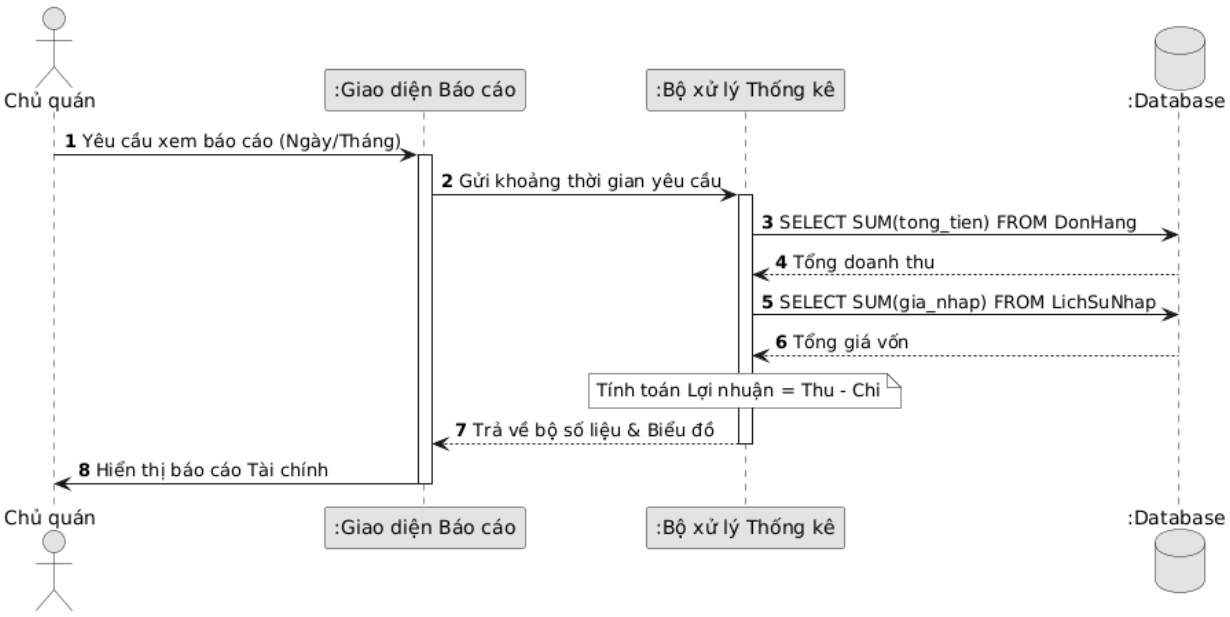 Chủ quán
:Giao diện Báo cáo
:Bộ xử lý Thống kê
:Database
1 Yêu cầu xem báo cáo (Ngày/Tháng)
2 Gửi khoảng thời gian yêu cầu
3 SELECT SUM(tong_tien) FROM DonHang
4 Tổng doanh thu
5 SELECT SUM(gia_nhap) FROM LichSuNhap
6 Tổng giá vốn
Tính toán Lợi nhuận = Thu - Chi
7 Trả về bộ số liệu & Biểu đồ
8 Hiển thị báo cáo Tài chính
Chủ quán
:Giao diện Báo cáo
:Bộ xử lý Thống kê
:Database